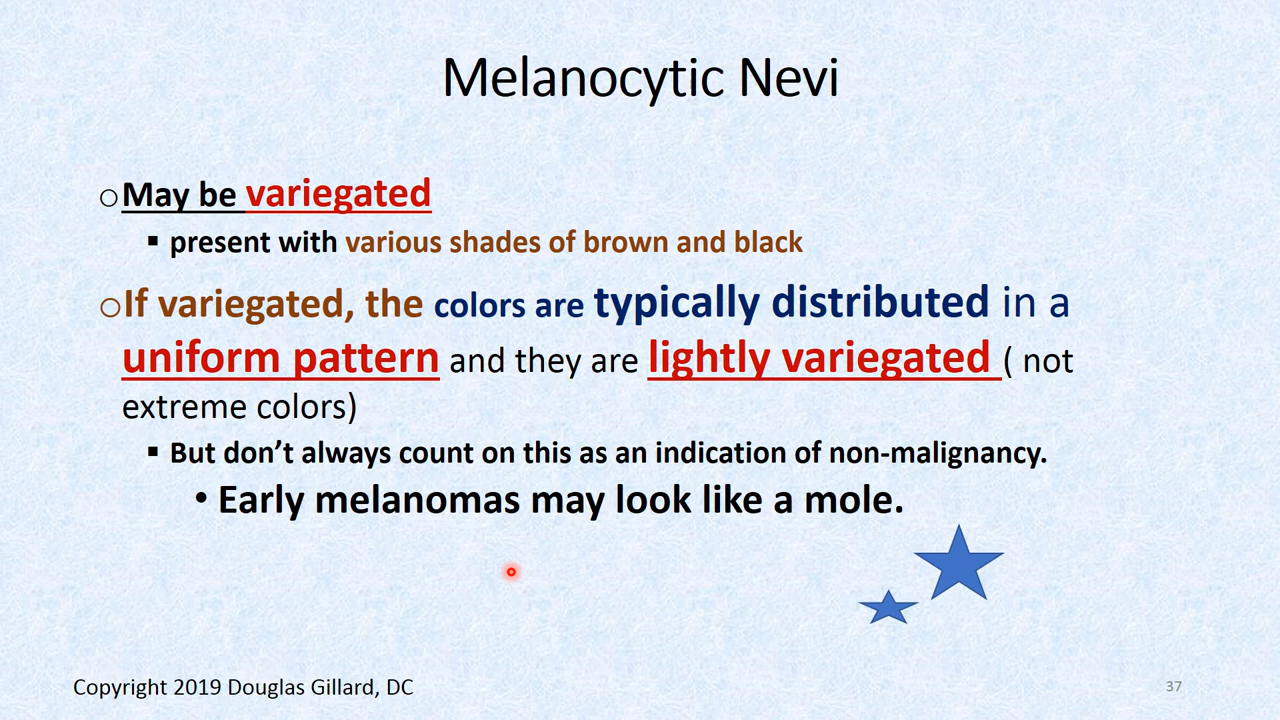 Melanocytic Nevi
○May be variegated
▪ present with various shades of brown and black
○If variegated, the colors are typically distributed in a
uniform pattern and they are lightly variegated ( not
extreme colors)
▪ But don’t always count on this as an indication of non-malignancy.
• Early melanomas may look like a mole.
Copyright 2019 Douglas Gillard, DC
37